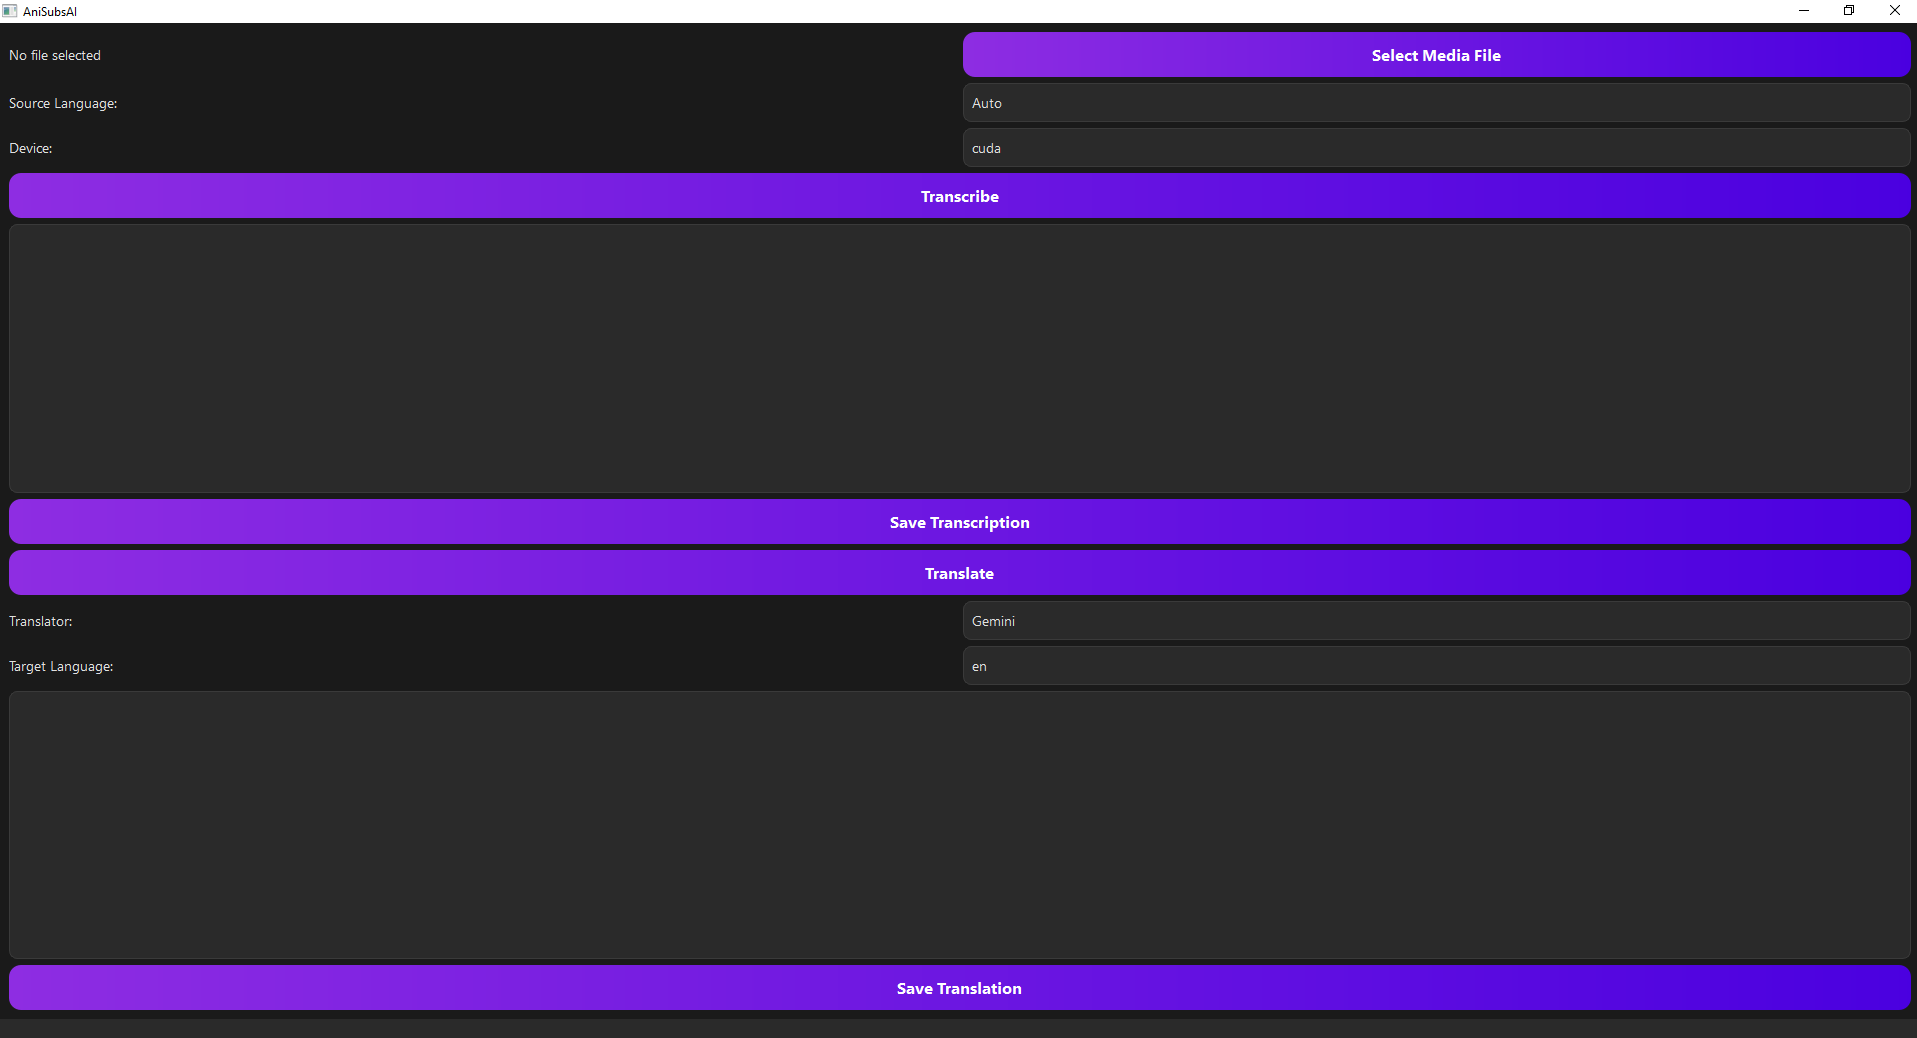 AniSubsAI
No file selected
Select Media File
Source Language:
Auto
Device:
cuda
Transcribe
Save Transcription
Translate
Translator:
Gemini
Target Language:
en
Save Translation